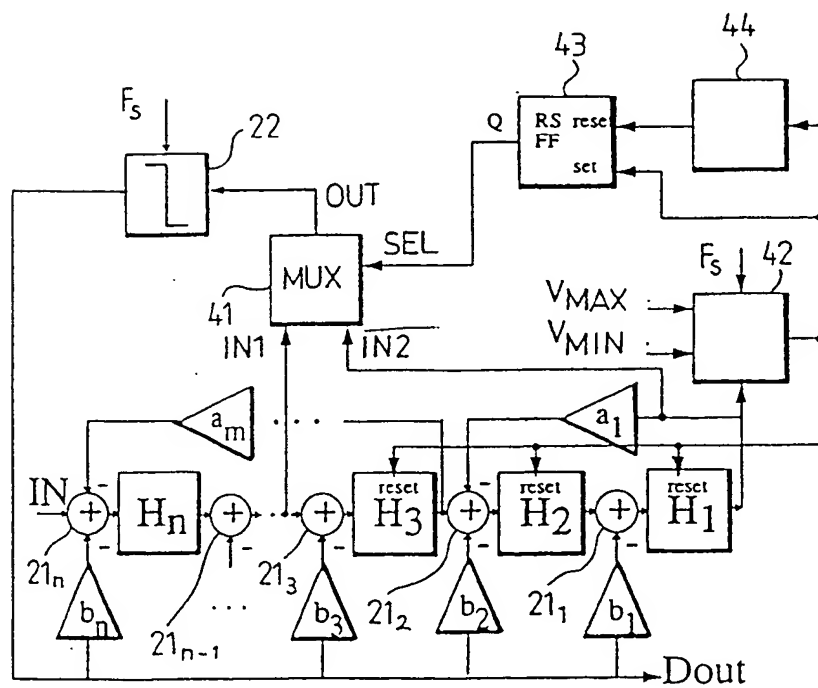 43
44
Fs
22
Q
RS FF
rese
set
OUT
SEL
MUX
41
Fs
42
VMAX
VMIN
IN1
IN2
am
. . . .
a1
IN
Hn
reset
H3
reset
H2
reset
H1
21n
21n-1
213
212
211
bn
...
b3
b2
b1
Dout